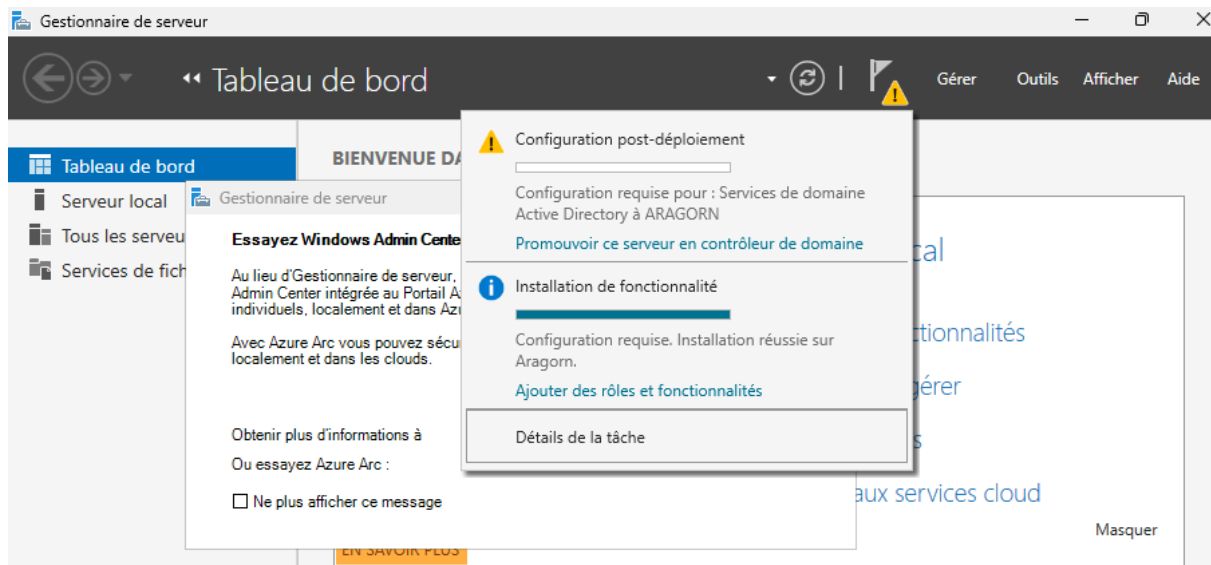 Gestionnaire de serveur
Tableau de bord
Gérer Outils Afficher Aide
Tableau de bord
Serveur local
Tous les serveu
Services de fich
BIENVENUE DA
Gestionnaire de serveur
Essayez Windows Admin Cente
Au lieu d'Gestionnaire de serveur,
Admin Center intégrée au Portail A
individuels, localement et dans Az
Avec Azure Arc vous pouvez sécu
localement et dans les clouds.
Obtenir plus d'informations à
Ou essayez Azure Arc :
Ne plus afficher ce message
Configuration post-déploiement
Configuration requise pour : Services de domaine
Active Directory à ARAGORN
Promouvoir ce serveur en contrôleur de domaine
Installation de fonctionnalité
Configuration requise. Installation réussie sur
Aragorn.
Ajouter des rôles et fonctionnalités
Détails de la tâche
cal
ctionnalités
gérer
s
aux services cloud
Masquer
EN SAVOIR PLUS